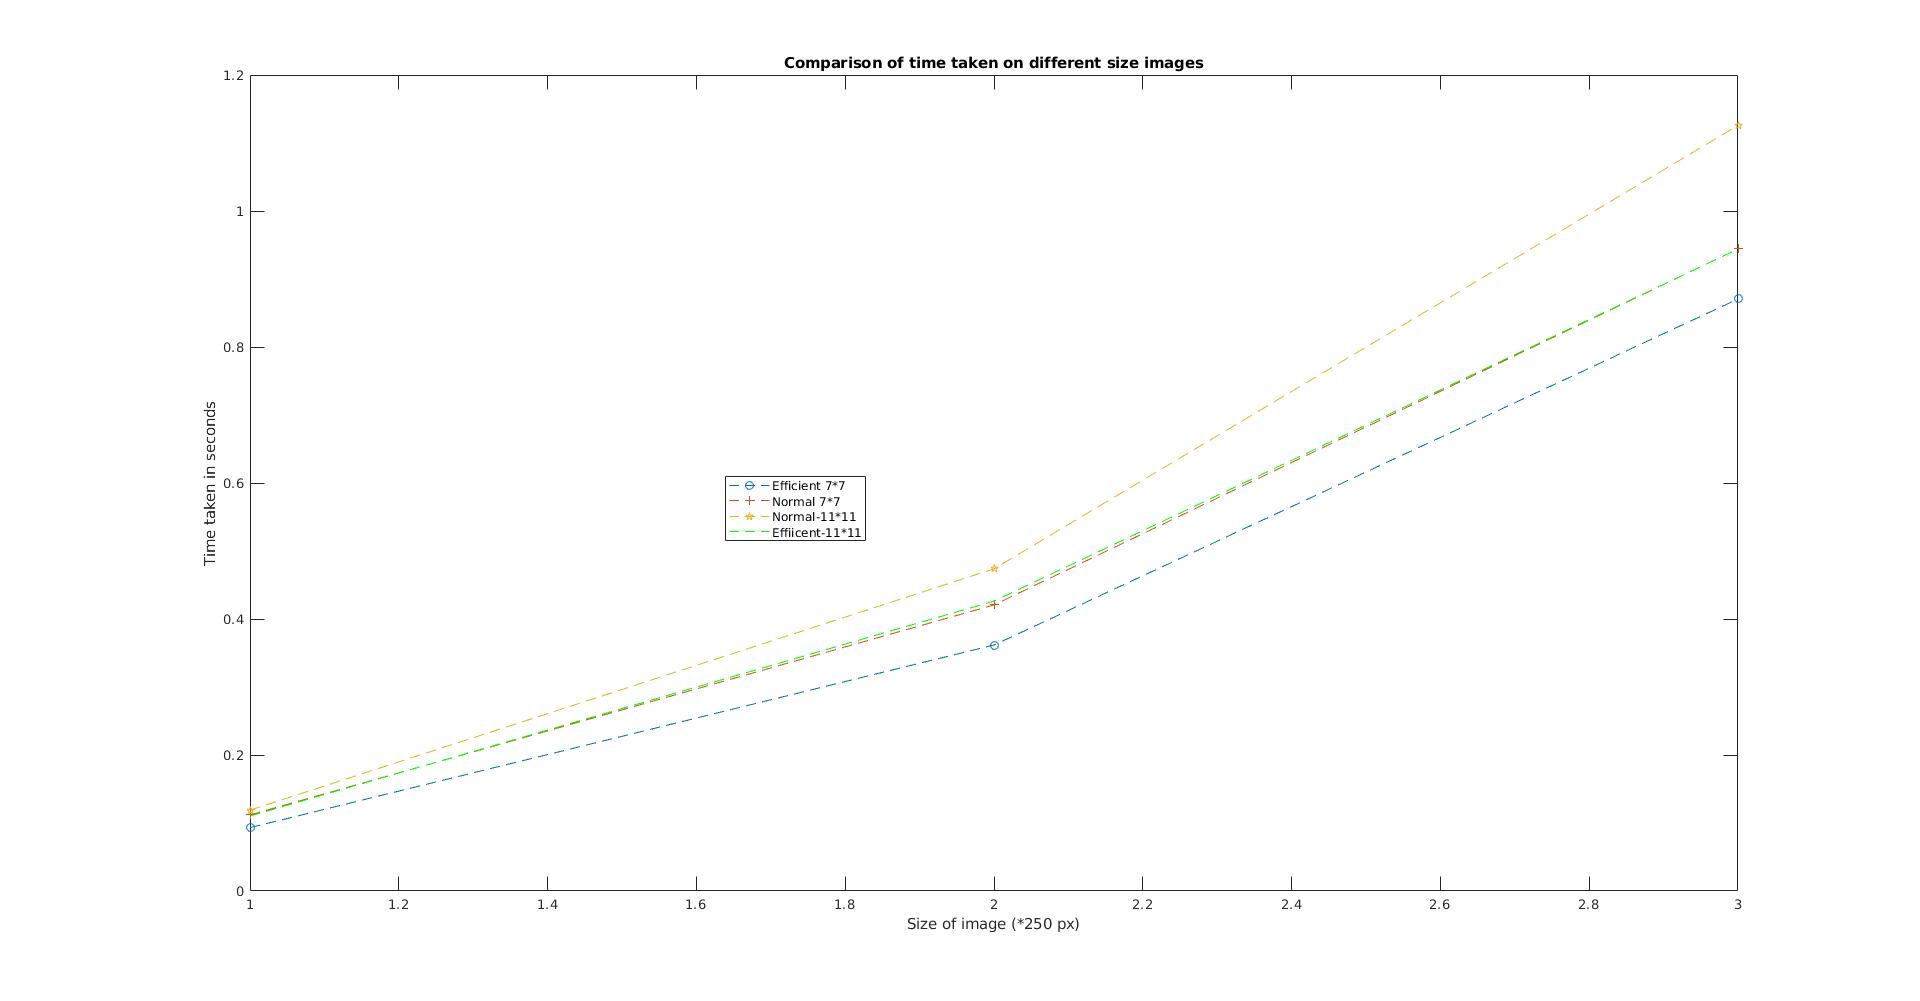 Comparison of time taken on different size images
1.2
1
0.8
0.6
0.4
0.2
0
Time taken in seconds
Efficient 7*7
Normal 7*7
Normal-11*11
Effiicent-11*11
1 1.2 1.4 1.6 1.8 2 2.2 2.4 2.6 2.8 3
Size of image (*250 px)